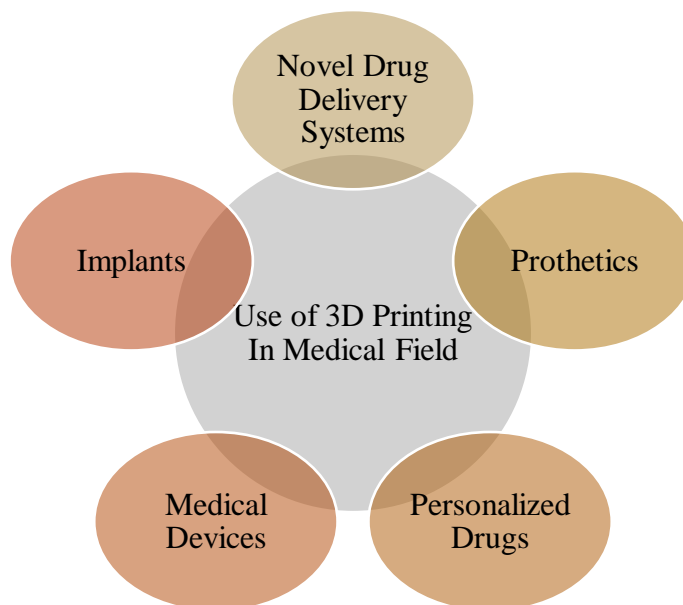 Novel Drug
Delivery
Systems
Implants
Prothetics
Use of 3D Printing
In Medical Field
Medical
Devices
Personalized
Drugs